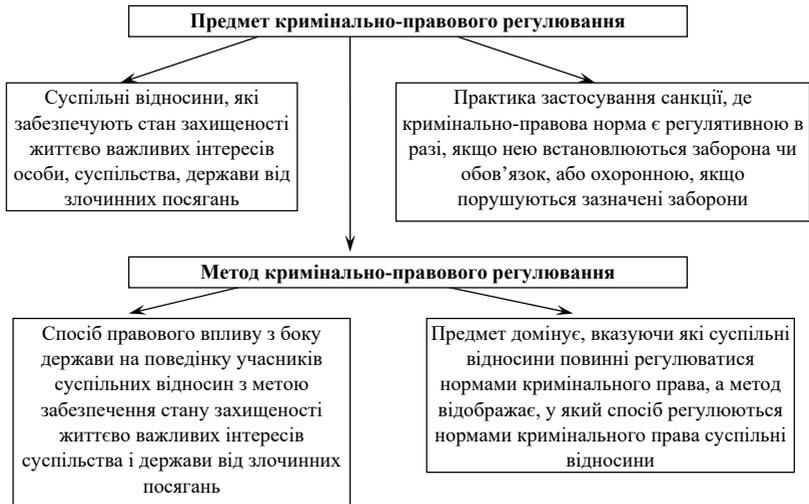 Предмет кримінально-правового регулювання
Суспільні відносини, які
забезпечують стан захищеності
життєво важливих інтересів
особи, суспільства, держави від
злочинних посягань
Практика застосування санкції, де
кримінально-правова норма є регулятивною в
разі, якщо нею встановлюються заборона чи
обов’язок, або охоронною, якщо
порушуються зазначені заборони
Метод кримінально-правового регулювання
Спосіб правового впливу з боку
держави на поведінку учасників
суспільних відносин з метою
забезпечення стану захищеності
життєво важливих інтересів
суспільства і держави від злочинних
посягань
Предмет домінує, вказуючи які суспільні
відносини повинні регулюватися
нормами кримінального права, а метод
відображає, у який спосіб регулюються
нормами кримінального права суспільні
відносини